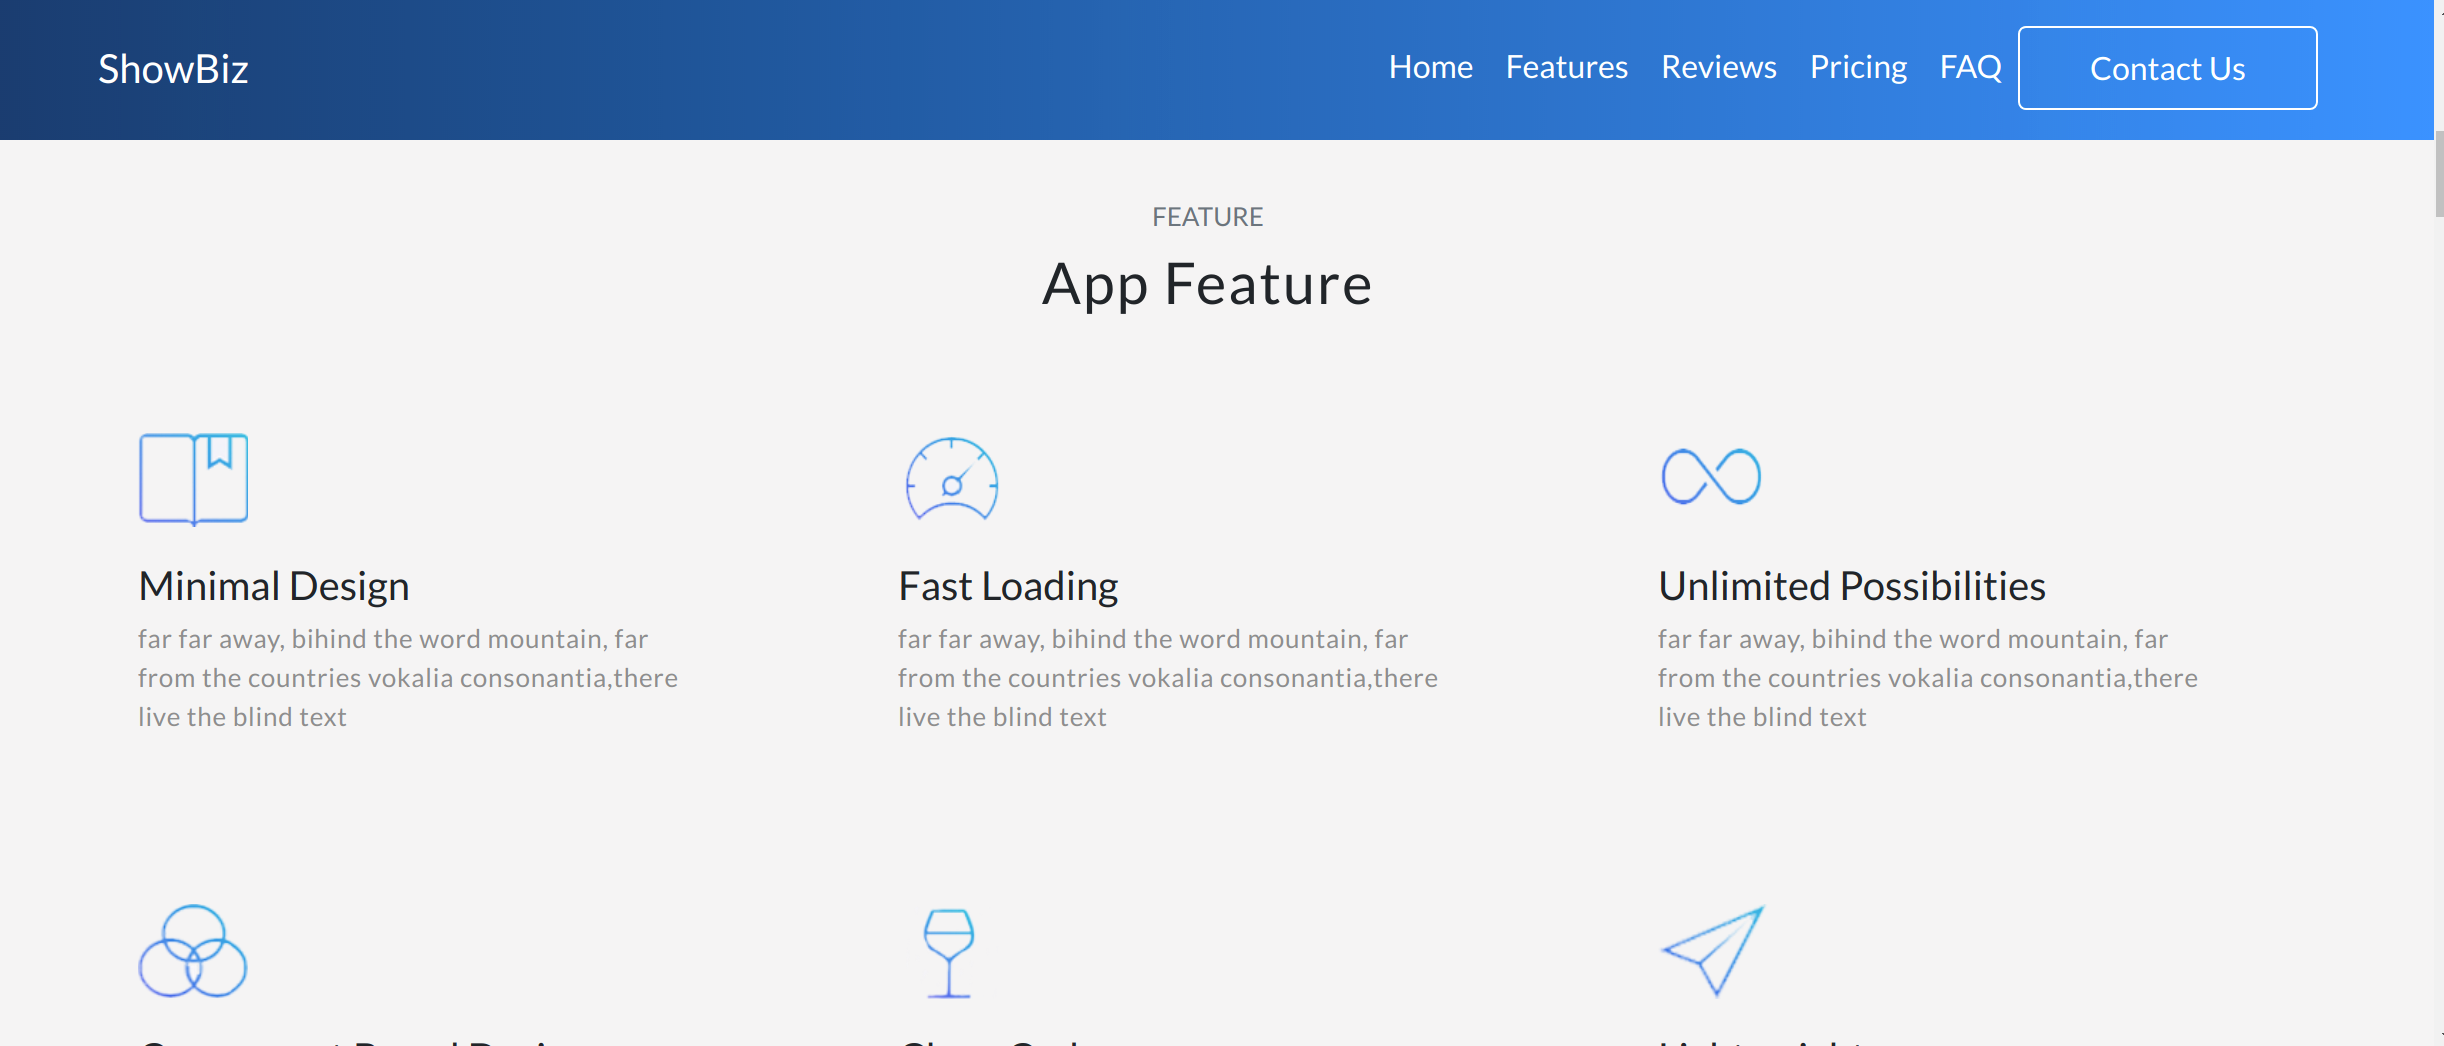 ShowBiz
Home Features Reviews Pricing FAQ Contact Us
FEATURE
App Feature
Minimal Design
far far away, bihind the word mountain, far
from the countries vokalia consonantia,there
live the blind text
Fast Loading
far far away, bihind the word mountain, far
from the countries vokalia consonantia,there
live the blind text
Unlimited Possibilities
far far away, bihind the word mountain, far
from the countries vokalia consonantia,there
live the blind text